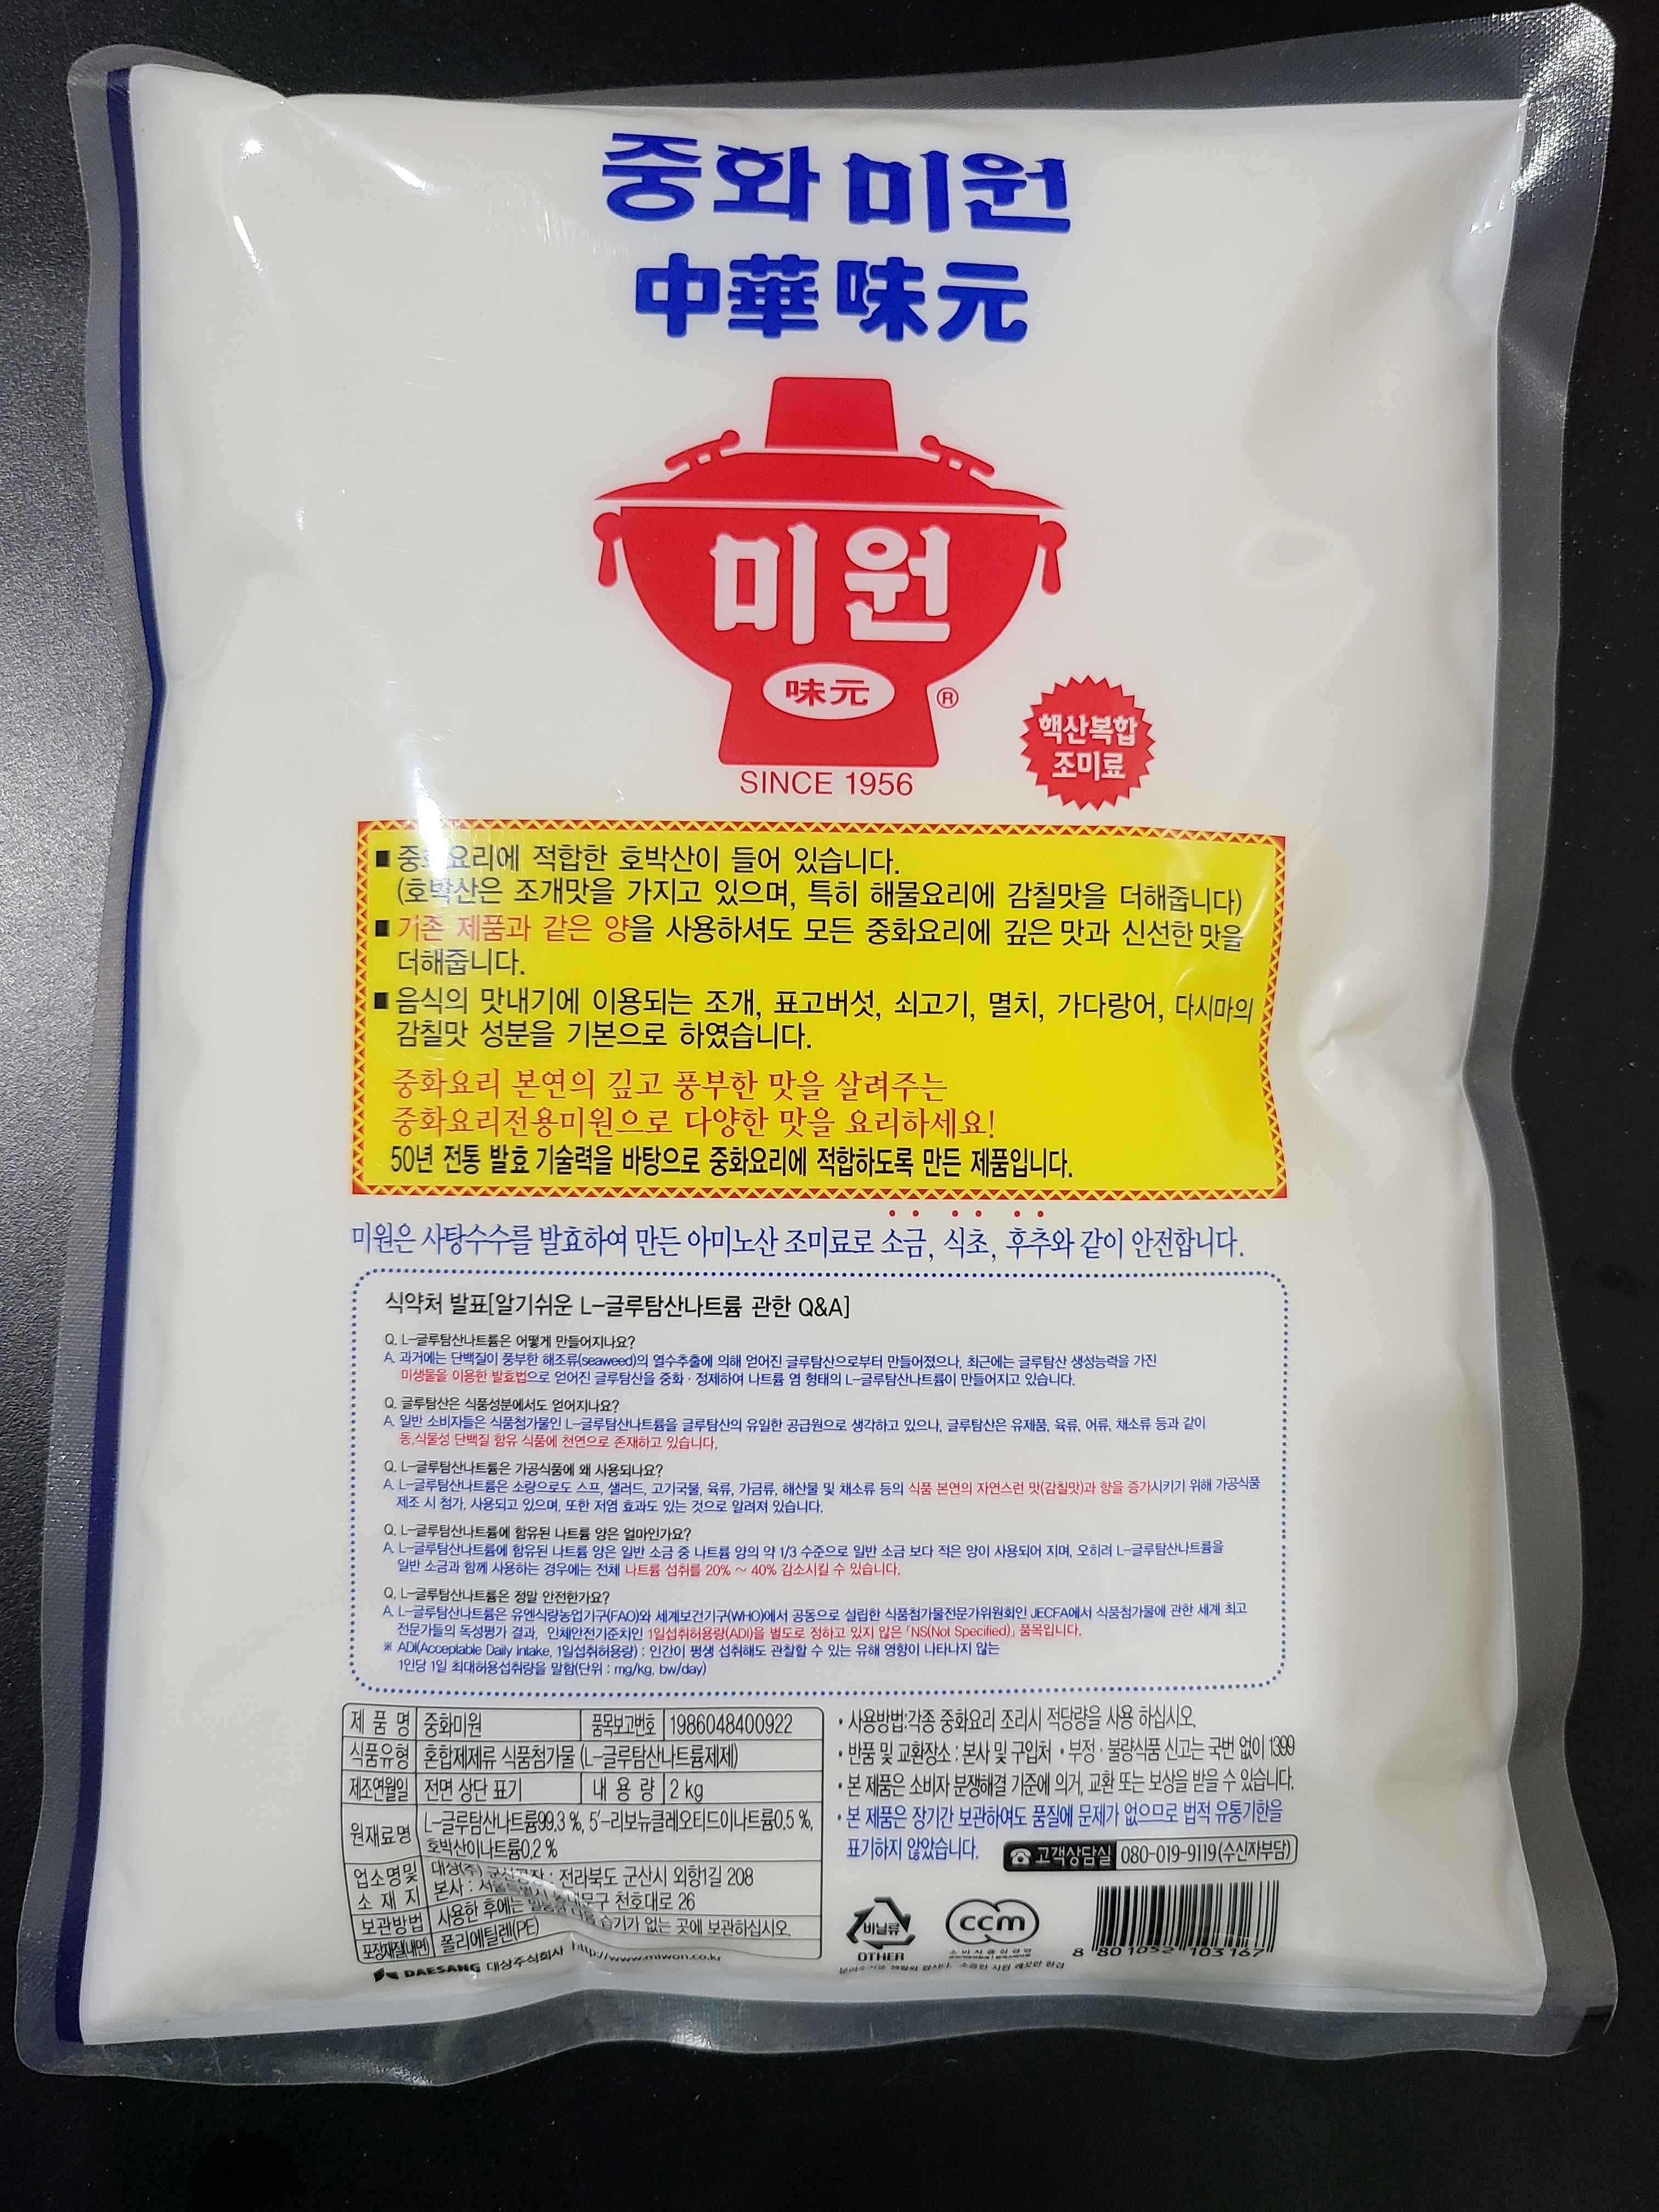 중화미원
中華味元
미원
味元
®
SINCE 1956
핵산복합
조미료
■ 중화요리에 적합한 호박산이 들어 있습니다.
(호박산은 조개맛을 가지고 있으며, 특히 해물요리에 감칠맛을 더해줍니다)
■ 기존 제품과 같은 양을 사용하셔도 모든 중화요리에 깊은 맛과 신선한 맛을
더해줍니다.
■ 음식의 맛내기에 이용되는 조개, 표고버섯, 쇠고기, 멸치, 가다랑어, 다시마의
감칠맛 성분을 기본으로 하였습니다.
중화요리 본연의 깊고 풍부한 맛을 살려주는
중화요리전용미원으로 다양한 맛을 요리하세요!
50년 전통 발효 기술력을 바탕으로 중화요리에 적합하도록 만든 제품입니다.
미원은 사탕수수를 발효하여 만든 아미노산 조미료로 소금, 식초, 후추와 같이 안전합니다.
식약처 발표[알기쉬운 L-글루탐산나트륨 관한 Q&A]
Q. L-글루탐산나트륨은 어떻게 만들어지나요?
A. 과거에는 단백질이 풍부한 해조류(seaweed)의 열수추출에 의해 얻어진 글루탐산으로부터 만들어졌으나, 최근에는 글루탐산 생성능력을 가진
미생물을 이용한 발효법으로 얻어진 글루탐산을 중화 · 정제하여 나트륨 염 형태의 L-글루탐산나트륨이 만들어지고 있습니다.
Q. 글루탐산은 식품성분에서도 얻어지나요?
A. 일반 소비자들은 식품첨가물인 L-글루탐산나트륨을 글루탐산의 유일한 공급원으로 생각하고 있으나, 글루탐산은 유제품, 육류, 어류, 채소류 등과 같이
동,식물성 단백질 함유 식품에 천연으로 존재하고 있습니다.
Q. L-글루탐산나트륨은 가공식품에 왜 사용되나요?
A. L-글루탐산나트륨은 소량으로도 스프, 샐러드, 고기국물, 육류, 가금류, 해산물 및 채소류 등의 식품 본연의 자연스런 맛(감칠맛)과 향을 증가시키기 위해 가공식품
제조 시 첨가, 사용되고 있으며, 또한 저염 효과도 있는 것으로 알려져 있습니다.
Q. L-글루탐산나트륨에 함유된 나트륨 양은 얼마인가요?
A. L-글루탐산나트륨에 함유된 나트륨 양은 일반 소금 중 나트륨 양의 약 1/3 수준으로 일반 소금 보다 적은 양이 사용되어 지며, 오히려 L-글루탐산나트륨을
일반 소금과 함께 사용하는 경우에는 전체 나트륨 섭취를 20% ~ 40% 감소시킬 수 있습니다.
Q. L-글루탐산나트륨은 정말 안전한가요?
A. L-글루탐산나트륨은 유엔식량농업기구(FAO)와 세계보건기구(WHO)에서 공동으로 설립한 식품첨가물전문가위원회인 JECFA에서 식품첨가물에 관한 세계 최고
전문가들의 독성평가 결과, 인체안전기준치인 1일섭취허용량(ADI)을 별도로 정하고 있지 않은 「NS(Not Specified)」 품목입니다.
※ ADI(Acceptable Daily Intake, 1일섭취허용량) : 인간이 평생 섭취해도 관찰할 수 있는 유해 영향이 나타나지 않는
1인당 1일 최대허용섭취량을 말함(단위 : mg/kg. bw/day)
제 품 명 중화미원 품목보고번호 1986048400922
식품유형 혼합제제류 식품첨가물 (L-글루탐산나트륨제제)
제조연월일 전면 상단 표기 내 용 량 2 kg
원재료명 L-글루탐산나트륨99.3 %, 5'-리보뉴클레오티드이나트륨0.5 %,
호박산이나트륨0.2 %
업소명및 소 재 지 대상(주) 군산공장 : 전라북도 군산시 외항1길 208
본사 : 서울특별시 동대문구 천호대로 26
보관방법 사용한 후에는 습기가 없는 곳에 보관하십시오.
포장재질(내면) 폴리에틸렌(PE)
DAESANG 대상주식회사 http://www.miwon.co.kr
• 사용방법:각종 중화요리 조리시 적당량을 사용 하십시오.
• 반품 및 교환장소 : 본사 및 구입처 • 부정 · 불량식품 신고는 국번 없이 1399
• 본 제품은 소비자 분쟁해결 기준에 의거, 교환 또는 보상을 받을 수 있습니다.
• 본 제품은 장기간 보관하여도 품질에 문제가 없으므로 법적 유통기한을
표기하지 않았습니다.
☎ 고객상담실 080-019-9119(수신자부담)
비닐류
OTHER
ccm
소비자중심경영
8 801052 103167